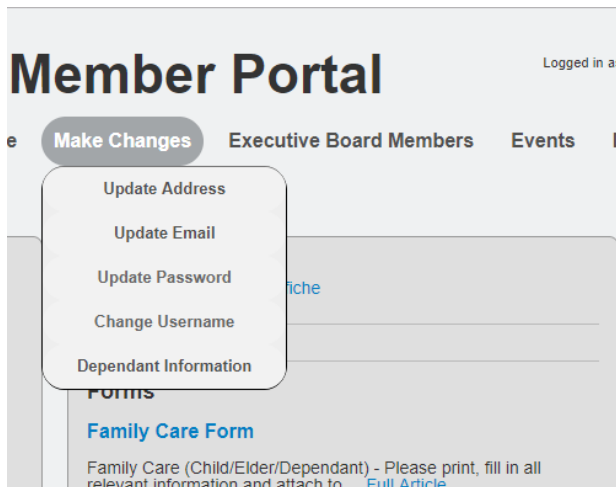 Member Portal
Logged in
Make Changes
Executive Board Members
Events
Update Address
Update Email
Update Password
Change Username
Dependant Information
Forms
Family Care Form
Family Care (Child/Elder/Dependant) - Please print, fill in all
relevant information and attach to ... Full Article